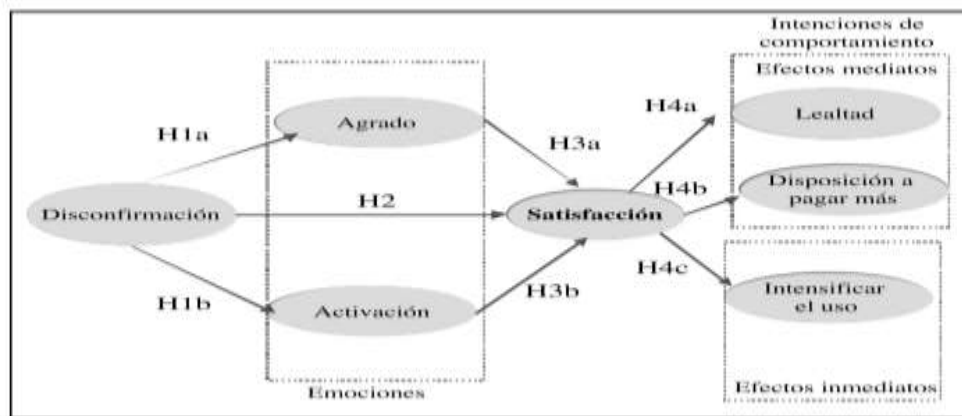 Intenciones de
comportamiento
Efectos mediatos
H4a
Lealtad
H1a
Agrado
H3a
H4b
Disposición a
pagar más
Disconfirmación
H2
Satisfacción
H4c
H1b
H3b
Intensificar
el uso
Activación
Emociones
Efectos inmediatos